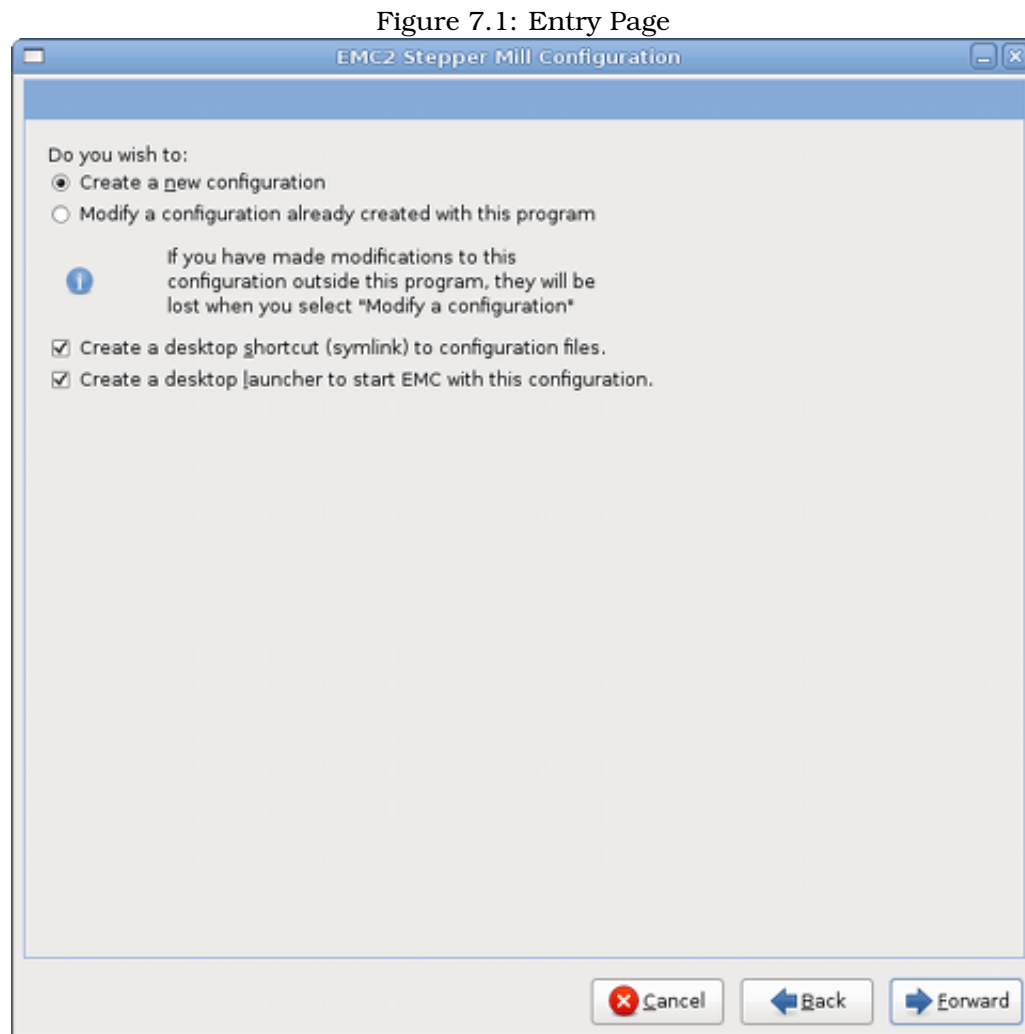 Figure 7.1: Entry Page
EMC2 Stepper Mill Configuration
Do you wish to:
Create a new configuration
Modify a configuration already created with this program
If you have made modifications to this
configuration outside this program, they will be
lost when you select "Modify a configuration"
Create a desktop shortcut (symlink) to configuration files.
Create a desktop launcher to start EMC with this configuration.
Cancel Back Forward